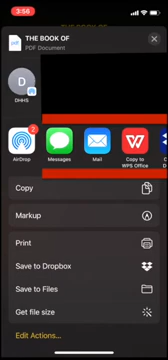 3:56
THE BOOK OF
pdf
PDF Document
D
DHHS
2
AirDrop
Messages
Mail
Copy to
WPS Office
Copy
Markup
Print
Save to Dropbox
Save to Files
Get file size
Edit Actions...